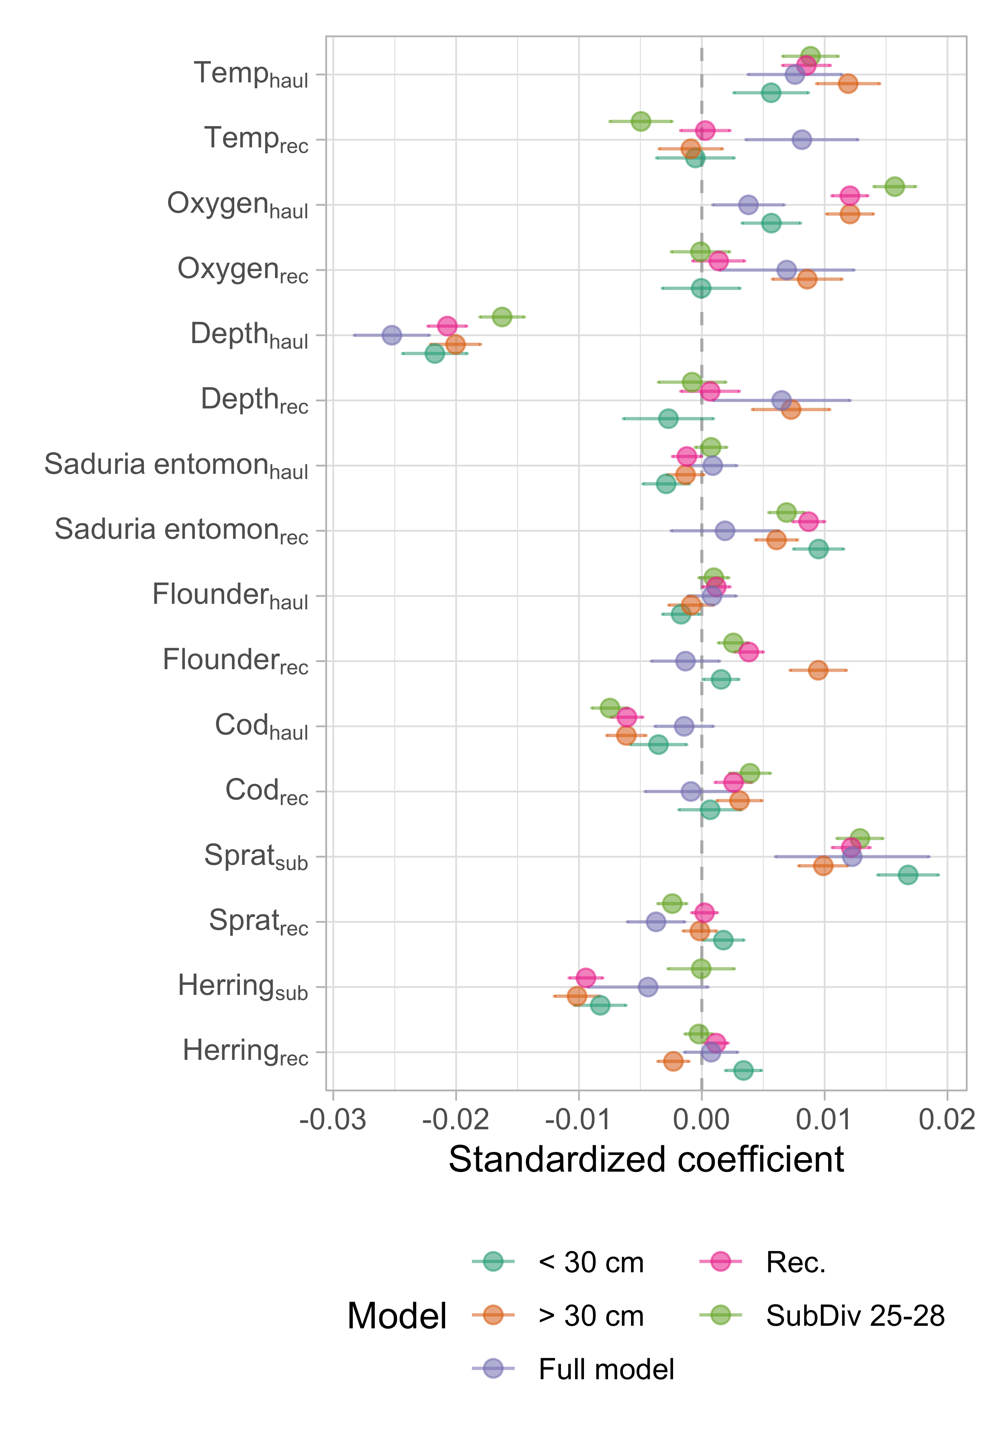 Temphaul
Temprec
Oxygenhaul
Oxygenrec
Depthhaul
Depthrec
Saduria entomonhaul
Saduria entomonrec
Flounderhaul
Flounderrec
Codhaul
Codrec
Spratsub
Spratrec
Herringsub
Herringrec
-0.03 -0.02 -0.01 0.00 0.01 0.02
Standardized coefficient
Model
< 30 cm
> 30 cm
Full model
Rec.
SubDiv 25-28